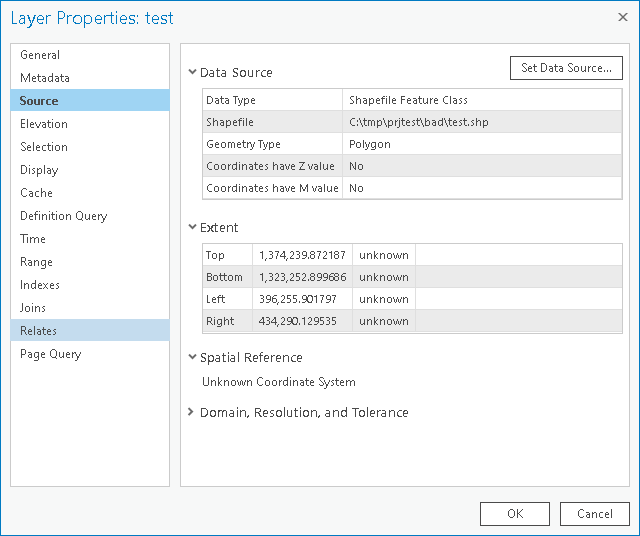 Layer Properties: test
General
Metadata
Source
Elevation
Selection
Display
Cache
Definition Query
Time
Range
Indexes
Joins
Relates
Page Query
Data Source
Set Data Source...
Data Type Shapefile Feature Class
Shapefile C:\tmp\prjtest\bad\test.shp
Geometry Type Polygon
Coordinates have Z value No
Coordinates have M value No
Extent
Top 1,374,239.872187 unknown
Bottom 1,323,252.899686 unknown
Left 396,255.901797 unknown
Right 434,290.129535 unknown
Spatial Reference
Unknown Coordinate System
Domain, Resolution, and Tolerance
OK Cancel